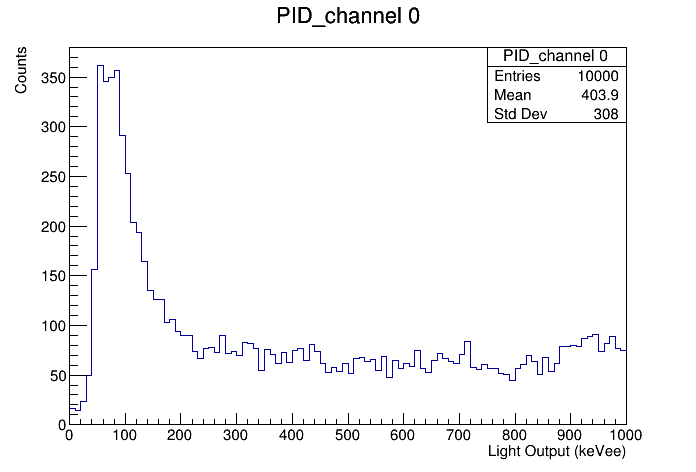 PID_channel 0
Counts
PID_channel 0
Entries 10000
Mean 403.9
Std Dev 308
350
300
250
200
150
100
50
0
0 100 200 300 400 500 600 700 800 900 1000
Light Output (keVee)